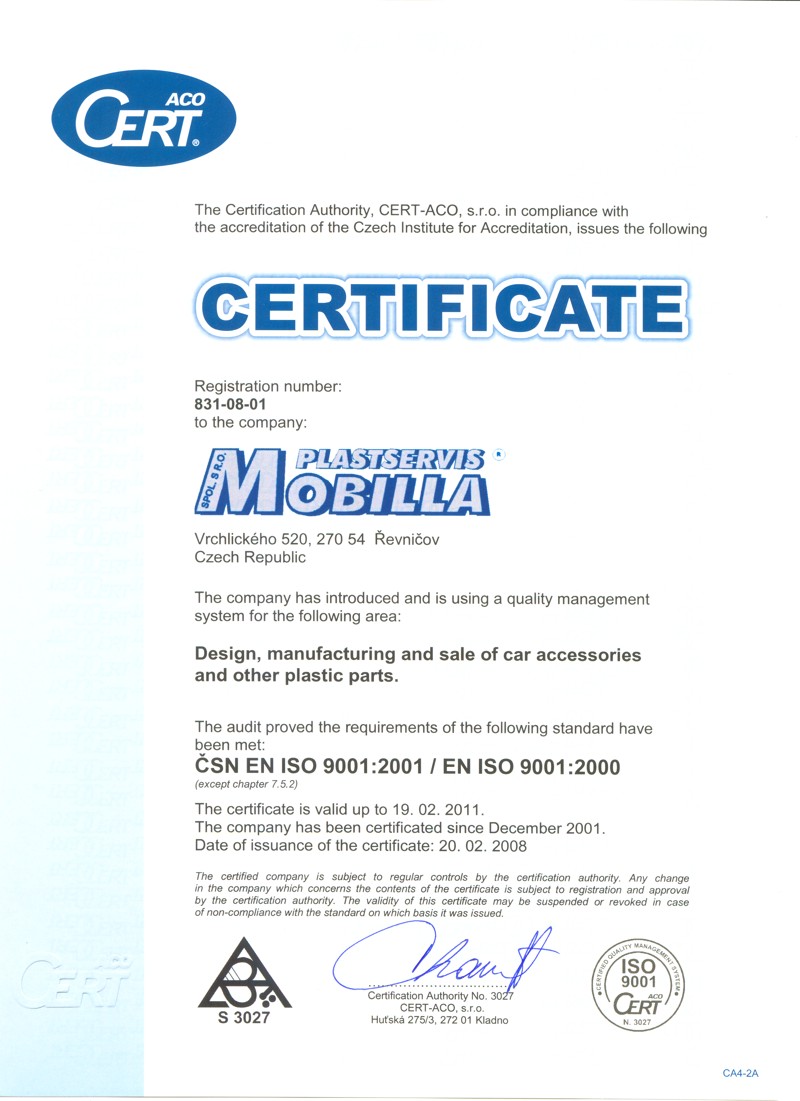 ACO
CERT.®
The Certification Authority, CERT-ACO, s.r.o. in compliance with
the accreditation of the Czech Institute for Accreditation, issues the following
CERTIFICATE
Registration number:
831-08-01
to the company:
SPOL. S R.O.
PLASTSERVIS ®
MOBILLA
Vrchlického 520, 270 54 Řevničov
Czech Republic
The company has introduced and is using a quality management
system for the following area:
Design, manufacturing and sale of car accessories
and other plastic parts.
The audit proved the requirements of the following standard have
been met:
ČSN EN ISO 9001:2001 / EN ISO 9001:2000
(except chapter 7.5.2)
The certificate is valid up to 19. 02. 2011.
The company has been certificated since December 2001.
Date of issuance of the certificate: 20. 02. 2008
The certified company is subject to regular controls by the certification authority. Any change
in the company which concerns the contents of the certificate is subject to registration and approval
by the certification authority. The validity of this certificate may be suspended or revoked in case
of non-compliance with the standard on which basis it was issued.
S 3027
Certification Authority No. 3027
CERT-ACO, s.r.o.
Huťská 275/3, 272 01 Kladno
CERTIFIED QUALITY MANAGEMENT SYSTEM
ISO
9001
ACO
CERT
N. 3027
CERT
CA4-2A